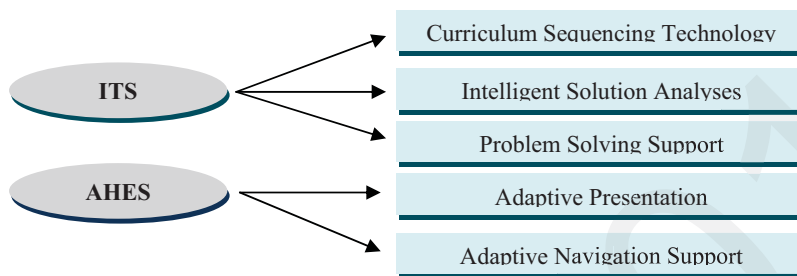 Curriculum Sequencing Technology
ITS
Intelligent Solution Analyses
Problem Solving Support
AHES
Adaptive Presentation
Adaptive Navigation Support